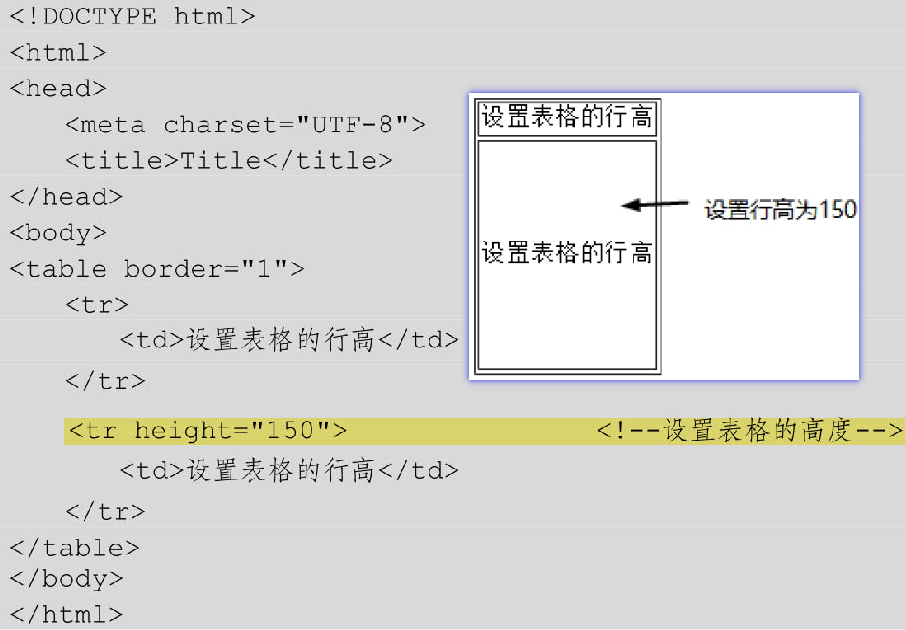 <!DOCTYPE html>
<html>
<head>
<meta charset="UTF-8">
<title>Title</title>
</head>
<body>
<table border="1">
<tr>
<td>设置表格的行高</td>
</tr>
<tr height="150"> <!--设置表格的高度-->
<td>设置表格的行高</td>
</tr>
</table>
</body>
</html>
设置表格的行高
设置行高为150
设置表格的行高